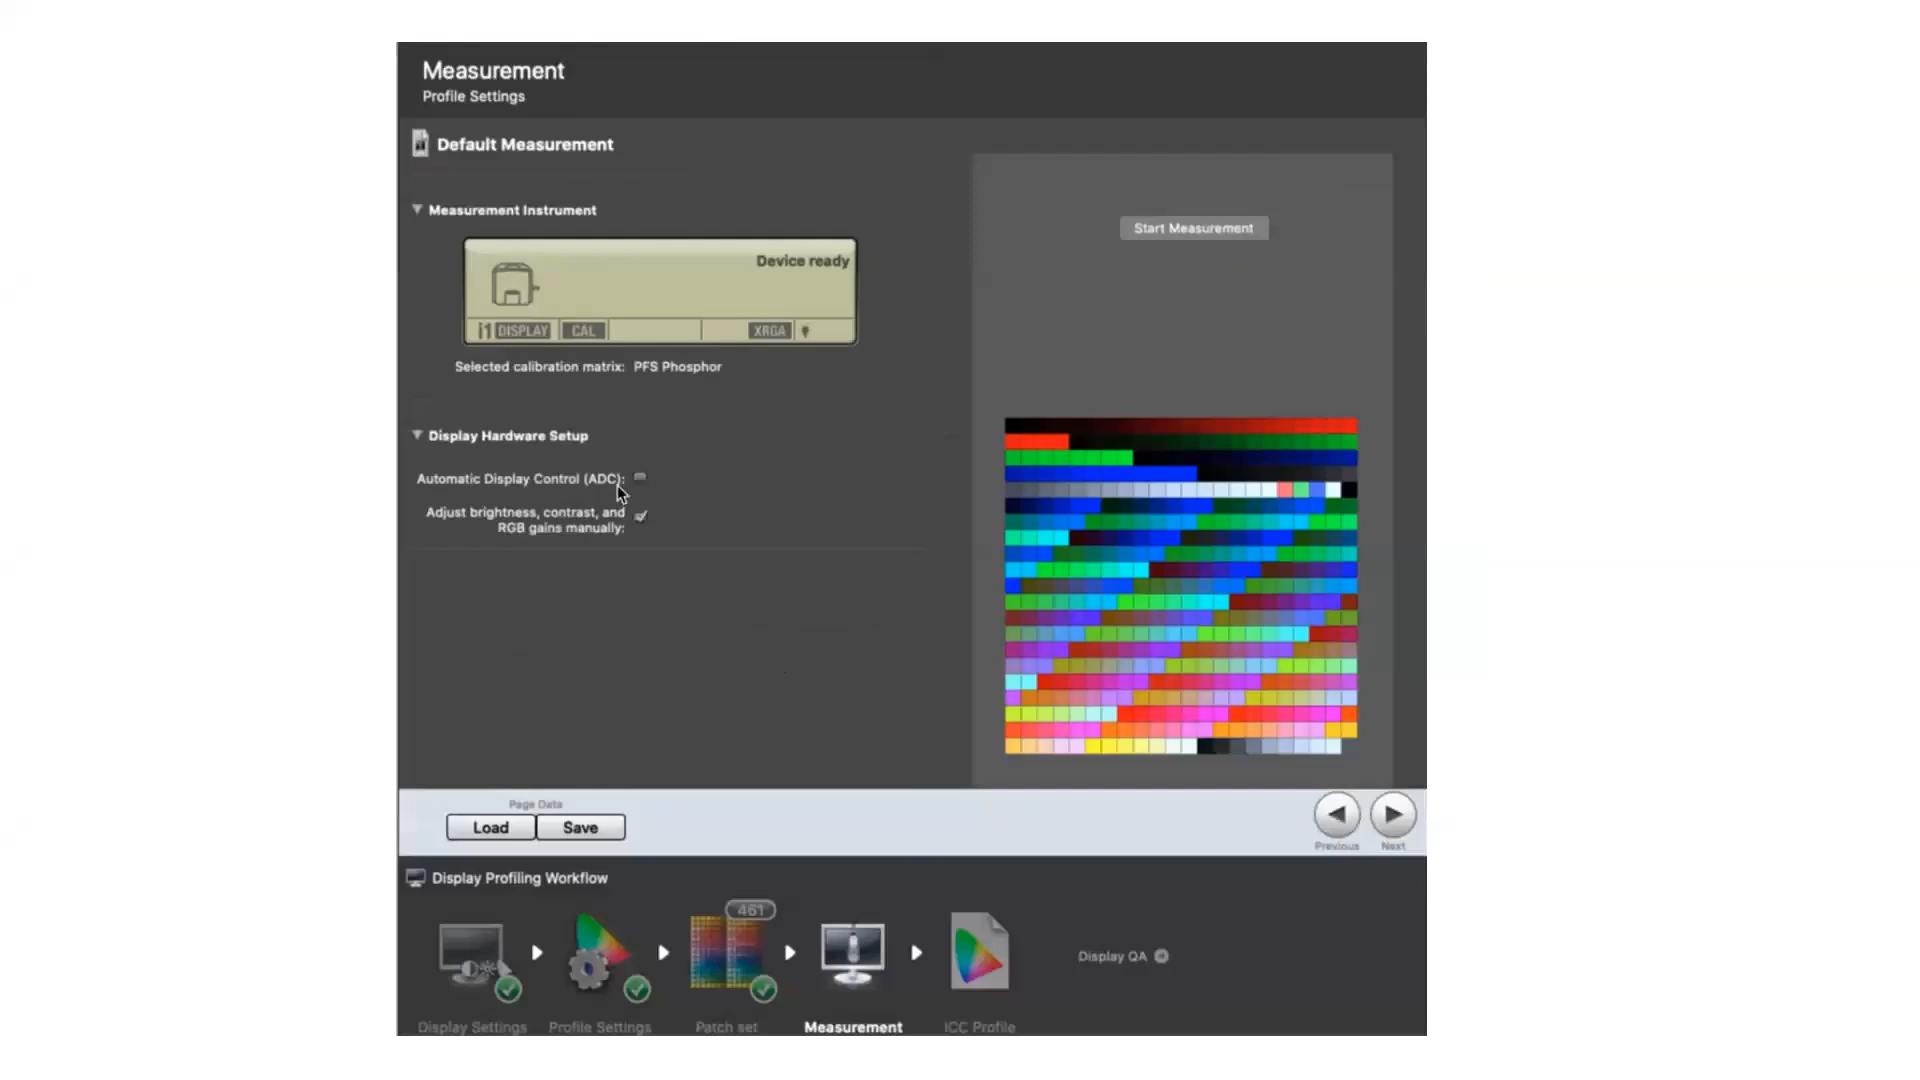 Measurement
Profile Settings
Default Measurement
Measurement Instrument
Device ready
i1 DISPLAY CAL XRGA
Selected calibration matrix: PFS Phosphor
Display Hardware Setup
Automatic Display Control (ADC):
Adjust brightness, contrast, and
RGB gains manually:
Start Measurement
Page Data
Load Save
Previous Next
Display Profiling Workflow
461
Display QA
Display Settings Profile Settings Patch set Measurement ICC Profile